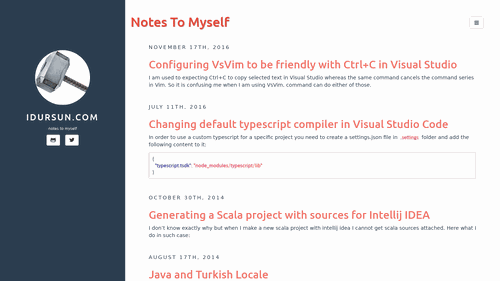 Notes To Myself
IDURSUN.COM
notes to myself
NOVEMBER 17TH, 2016
Configuring VsVim to be friendly with Ctrl+C in Visual Studio
I am used to expecting Ctrl+C to copy selected text in Visual Studio whereas the same command cancels the command series
in Vim. So it is confusing me when I am using VsVim, command can do either of those:
JULY 11TH, 2016
Changing default typescript compiler in Visual Studio Code
In order to use a custom typescript for a specific project you need to create a settings.json file in .settings folder and add the
following content to it:
{
"typescript.tsdk": "node_modules/typescript/lib"
}
OCTOBER 30TH, 2014
Generating a Scala project with sources for Intellij IDEA
I don't know exactly why but when I make a new scala project with Intellij Idea I cannot get scala sources attached. Here what I
do in such case:
AUGUST 17TH, 2014
Java and Turkish Locale